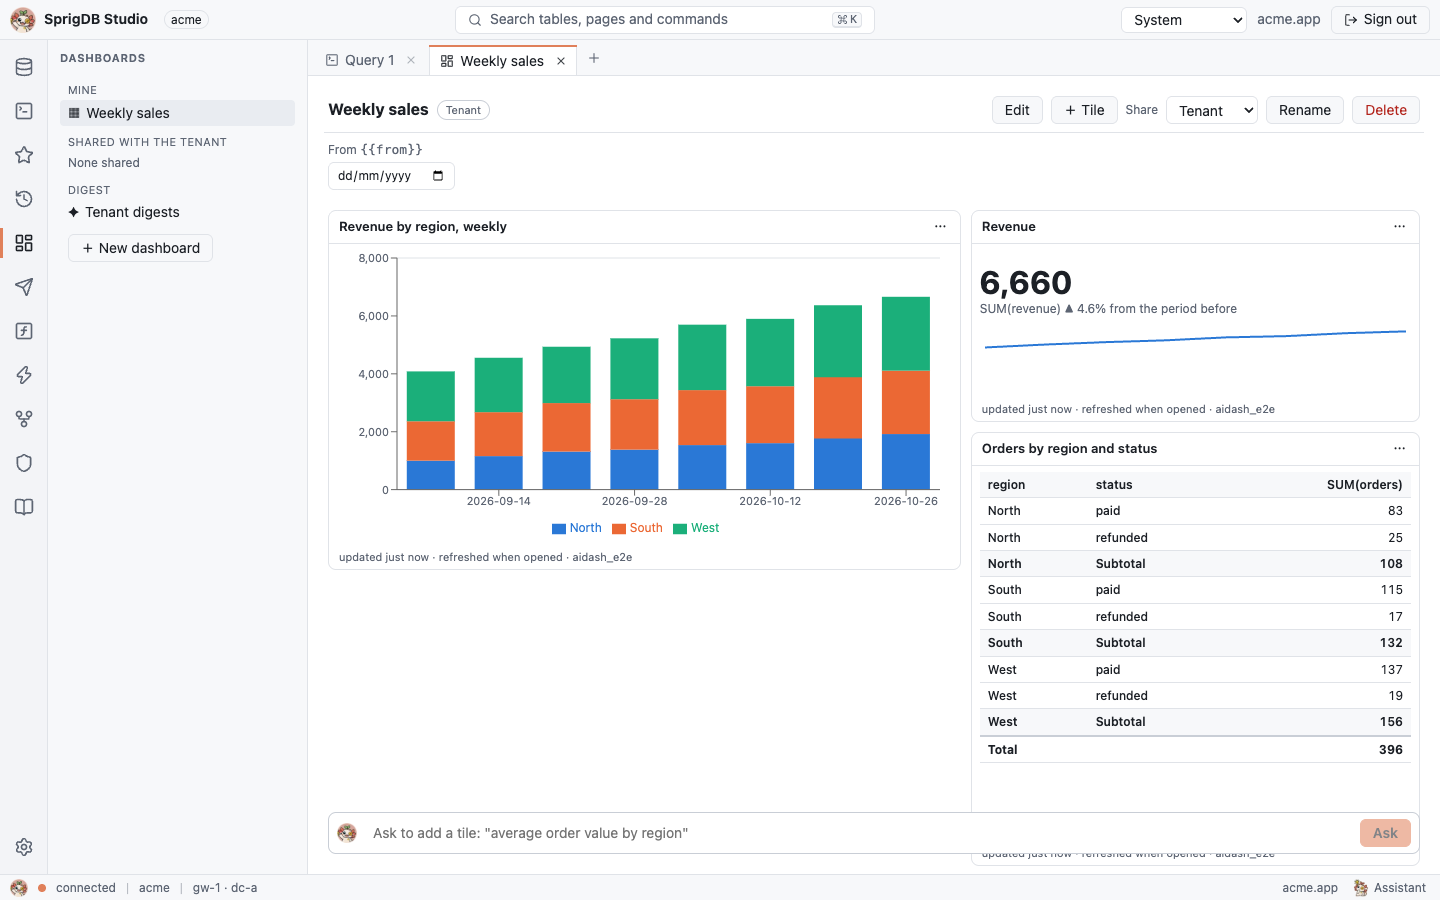 SprigDB Studio acme Search tables, pages and commands ⌘K System acme.app Sign out
DASHBOARDS
MINE
Weekly sales
SHARED WITH THE TENANT
None shared
DIGEST
Tenant digests
+ New dashboard
Query 1 × Weekly sales × +
Weekly sales Tenant Edit + Tile Share Tenant Rename Delete
From {{from}}
dd/mm/yyyy
Revenue by region, weekly ...
8,000
6,000
4,000
2,000
0
2026-09-14 2026-09-28 2026-10-12 2026-10-26
North South West
updated just now · refreshed when opened · aidash_e2e
Revenue ...
6,660
SUM(revenue) ▲ 4.6% from the period before
updated just now · refreshed when opened · aidash_e2e
Orders by region and status ...
region status SUM(orders)
North paid 83
North refunded 25
North Subtotal 108
South paid 115
South refunded 17
South Subtotal 132
West paid 137
West refunded 19
West Subtotal 156
Total 396
Ask to add a tile: "average order value by region" Ask
updated just now · refreshed when opened · aidash_e2e
connected | acme | gw-1 · dc-a acme.app Assistant